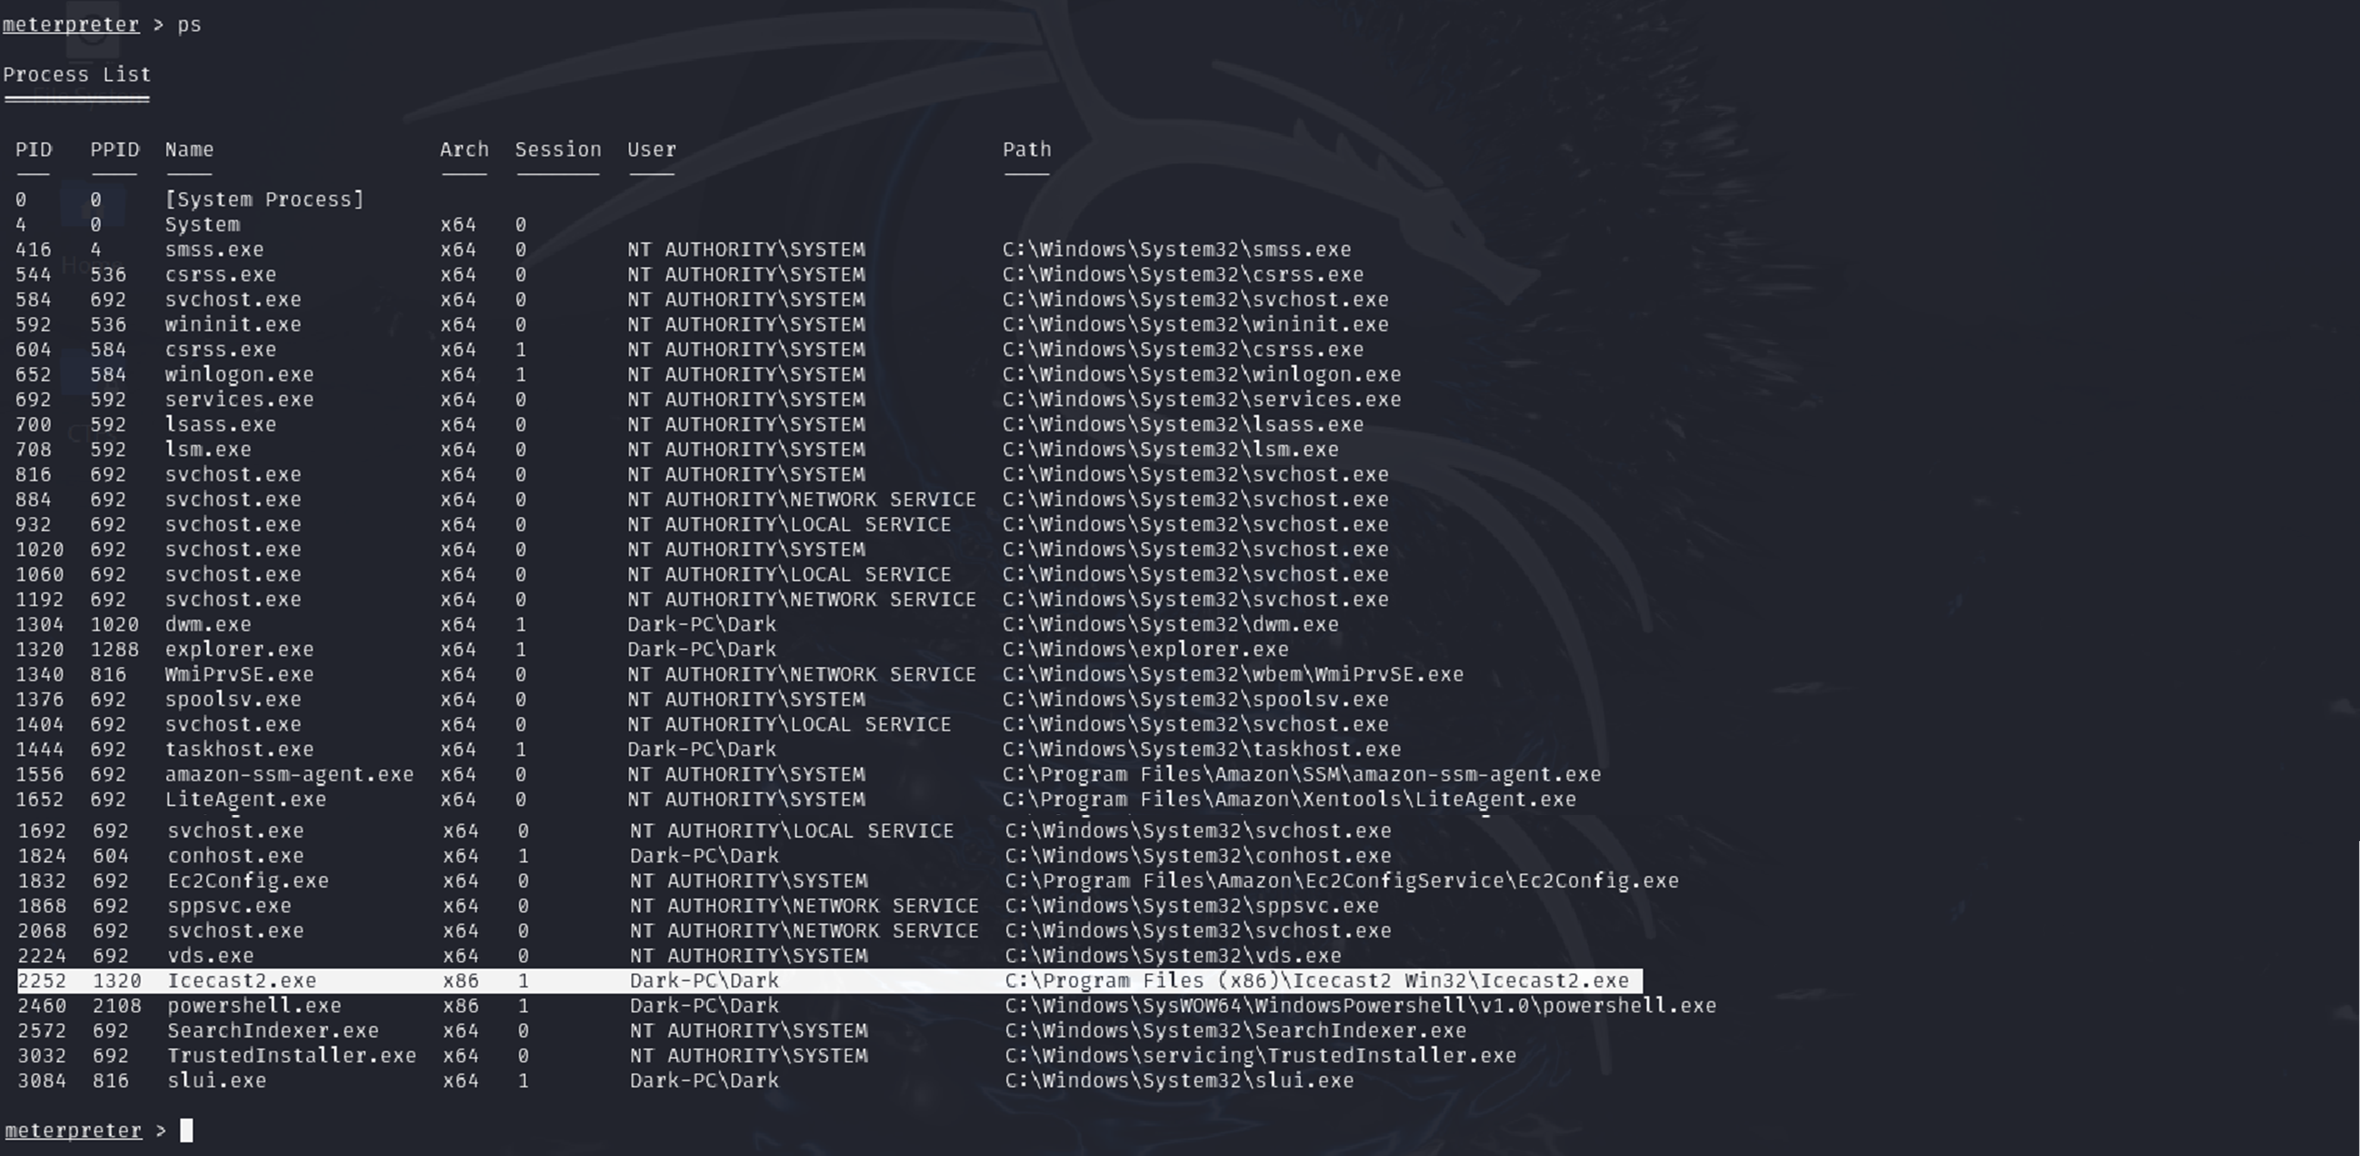 meterpreter > ps
Process List
PID PPID Name Arch Session User Path
0 0 [System Process]
4 0 System x64 0
416 4 smss.exe x64 0 NT AUTHORITY\SYSTEM C:\Windows\System32\smss.exe
544 536 csrss.exe x64 0 NT AUTHORITY\SYSTEM C:\Windows\System32\csrss.exe
584 692 svchost.exe x64 0 NT AUTHORITY\SYSTEM C:\Windows\System32\svchost.exe
592 536 wininit.exe x64 0 NT AUTHORITY\SYSTEM C:\Windows\System32\wininit.exe
604 584 csrss.exe x64 1 NT AUTHORITY\SYSTEM C:\Windows\System32\csrss.exe
652 584 winlogon.exe x64 1 NT AUTHORITY\SYSTEM C:\Windows\System32\winlogon.exe
692 592 services.exe x64 0 NT AUTHORITY\SYSTEM C:\Windows\System32\services.exe
700 592 lsass.exe x64 0 NT AUTHORITY\SYSTEM C:\Windows\System32\lsass.exe
708 592 lsm.exe x64 0 NT AUTHORITY\SYSTEM C:\Windows\System32\lsm.exe
816 692 svchost.exe x64 0 NT AUTHORITY\SYSTEM C:\Windows\System32\svchost.exe
884 692 svchost.exe x64 0 NT AUTHORITY\NETWORK SERVICE C:\Windows\System32\svchost.exe
932 692 svchost.exe x64 0 NT AUTHORITY\LOCAL SERVICE C:\Windows\System32\svchost.exe
1020 692 svchost.exe x64 0 NT AUTHORITY\SYSTEM C:\Windows\System32\svchost.exe
1060 692 svchost.exe x64 0 NT AUTHORITY\LOCAL SERVICE C:\Windows\System32\svchost.exe
1192 692 svchost.exe x64 0 NT AUTHORITY\NETWORK SERVICE C:\Windows\System32\svchost.exe
1304 1020 dwm.exe x64 1 Dark-PC\Dark C:\Windows\System32\dwm.exe
1320 1288 explorer.exe x64 1 Dark-PC\Dark C:\Windows\explorer.exe
1340 816 WmiPrvSE.exe x64 0 NT AUTHORITY\NETWORK SERVICE C:\Windows\System32\wbem\WmiPrvSE.exe
1376 692 spoolsv.exe x64 0 NT AUTHORITY\SYSTEM C:\Windows\System32\spoolsv.exe
1404 692 svchost.exe x64 0 NT AUTHORITY\LOCAL SERVICE C:\Windows\System32\svchost.exe
1444 692 taskhost.exe x64 1 Dark-PC\Dark C:\Windows\System32\taskhost.exe
1556 692 amazon-ssm-agent.exe x64 0 NT AUTHORITY\SYSTEM C:\Program Files\Amazon\SSM\amazon-ssm-agent.exe
1652 692 LiteAgent.exe x64 0 NT AUTHORITY\SYSTEM C:\Program Files\Amazon\Xentools\LiteAgent.exe
1692 692 svchost.exe x64 0 NT AUTHORITY\LOCAL SERVICE C:\Windows\System32\svchost.exe
1824 604 conhost.exe x64 1 Dark-PC\Dark C:\Windows\System32\conhost.exe
1832 692 Ec2Config.exe x64 0 NT AUTHORITY\SYSTEM C:\Program Files\Amazon\Ec2ConfigService\Ec2Config.exe
1868 692 sppsvc.exe x64 0 NT AUTHORITY\NETWORK SERVICE C:\Windows\System32\sppsvc.exe
2068 692 svchost.exe x64 0 NT AUTHORITY\NETWORK SERVICE C:\Windows\System32\svchost.exe
2224 692 vds.exe x64 0 NT AUTHORITY\SYSTEM C:\Windows\System32\vds.exe
2252 1320 Icecast2.exe x86 1 Dark-PC\Dark C:\Program Files (x86)\Icecast2 Win32\Icecast2.exe
2460 2108 powershell.exe x86 1 Dark-PC\Dark C:\Windows\SysWOW64\WindowsPowershell\v1.0\powershell.exe
2572 692 SearchIndexer.exe x64 0 NT AUTHORITY\SYSTEM C:\Windows\System32\SearchIndexer.exe
3032 692 TrustedInstaller.exe x64 0 NT AUTHORITY\SYSTEM C:\Windows\servicing\TrustedInstaller.exe
3084 816 slui.exe x64 1 Dark-PC\Dark C:\Windows\System32\slui.exe
meterpreter >